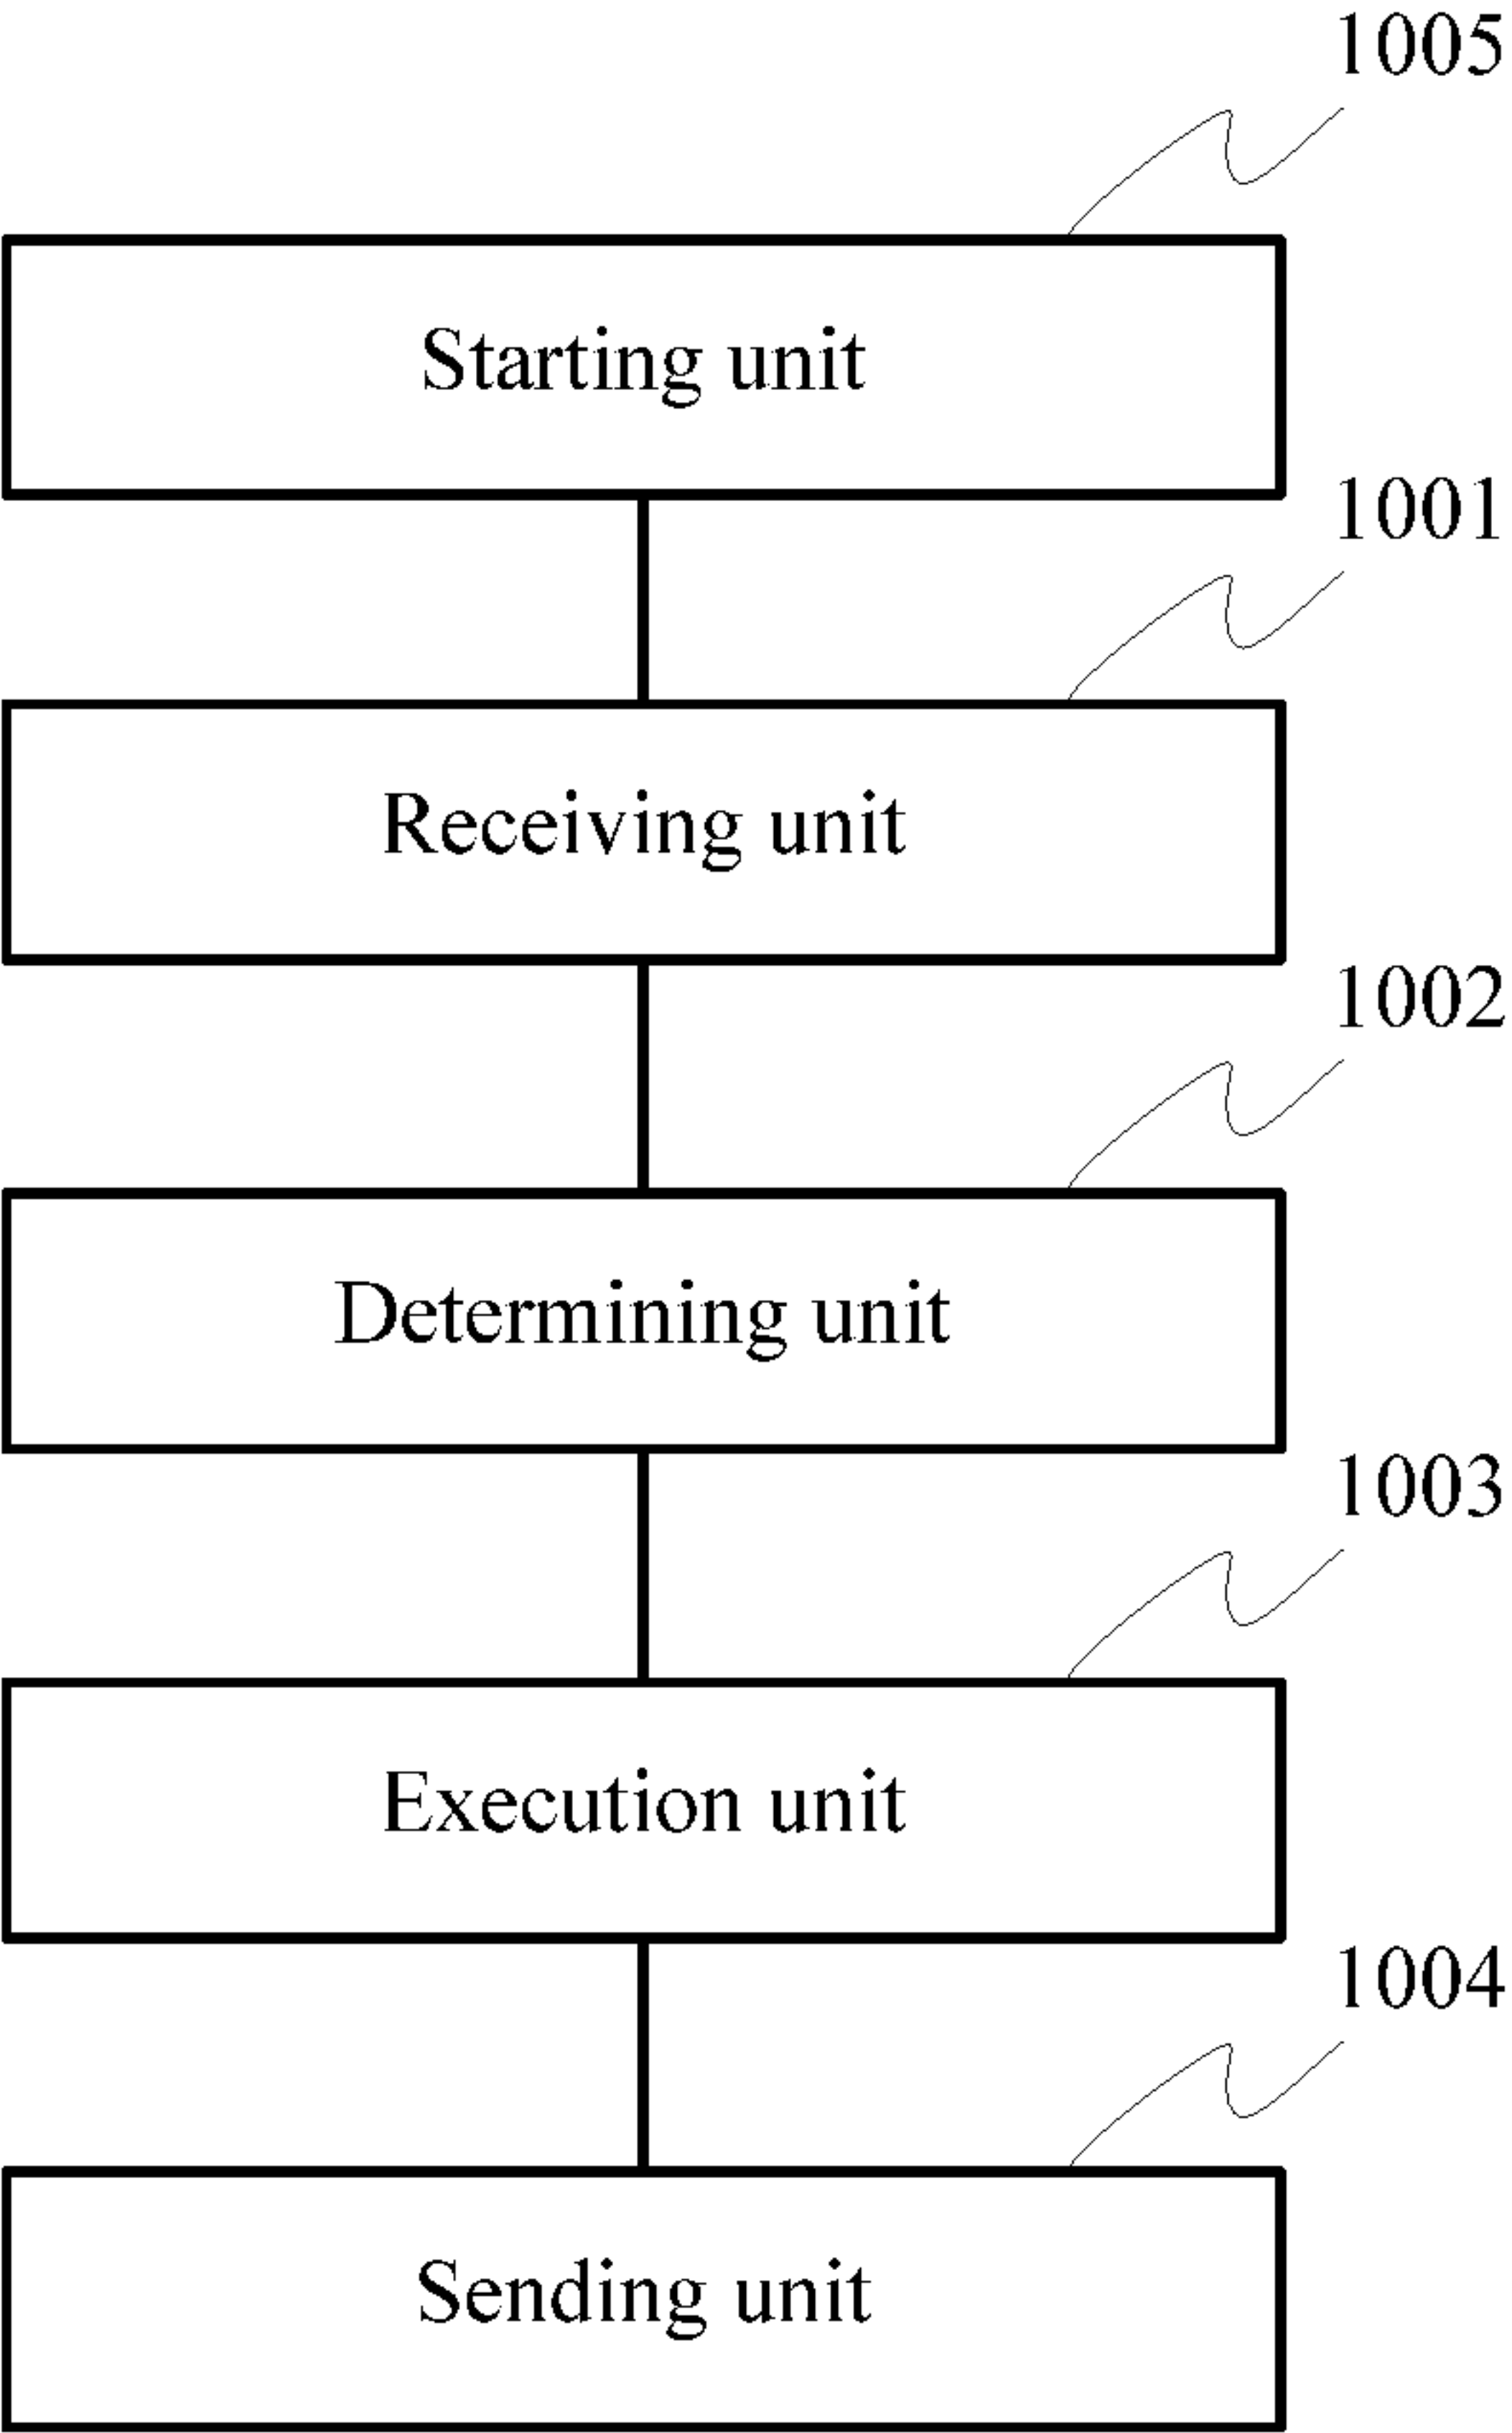 1005
Starting unit
1001
Receiving unit
1002
Determining unit
1003
Execution unit
1004
Sending unit